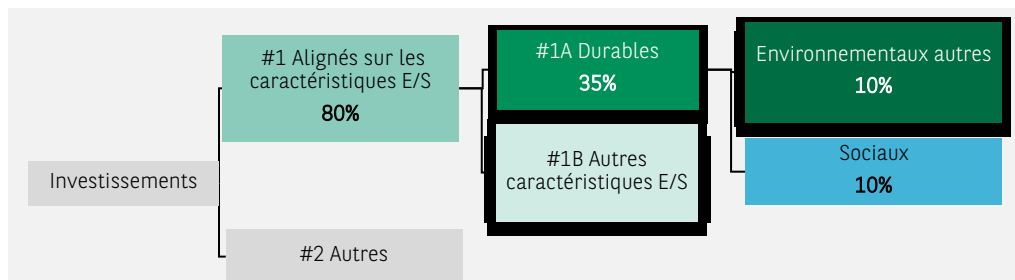 Investissements
#1 Alignés sur les
caractéristiques E/S
80%
#2 Autres
#1A Durables
35%
#1B Autres
caractéristiques E/S
Environnementaux autres
10%
Sociaux
10%